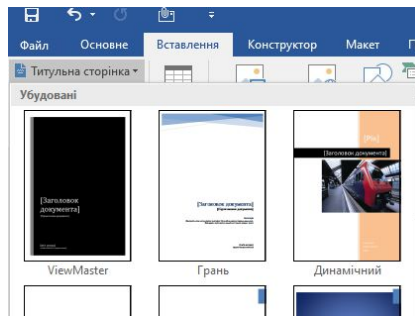 Файл Основне Вставлення Конструктор Макет
Титульна сторінка
Убудовані
[Заголовок
документа]
[Заголовок документа]
[Рік]
[Заголовок документа]
ViewMaster Грань Динамічний